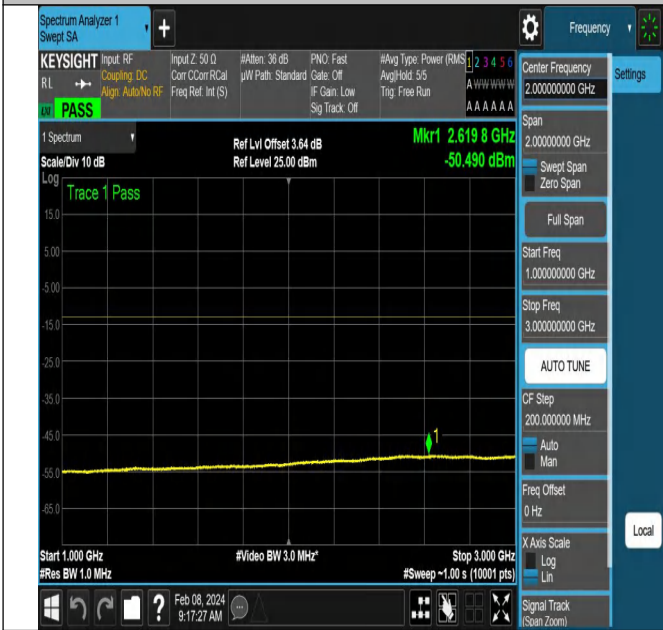 Spectrum Analyzer 1
Swept SA
Frequency
KEYSIGHT
RL
PASS
Input: RF
Coupling: DC
Align: Auto/No RF
Input Z: 50 Ω
Corr CCorr RCal
Freq Ref: Int (S)
#Atten: 36 dB
µW Path: Standard
PNO: Fast
Gate: Off
IF Gain: Low
Sig Track: Off
#Avg Type: Power (RMS
Avg|Hold: 5/5
Trig: Free Run
1 2 3 4 5 6
A W W W W W
A A A A A A
1 Spectrum
Scale/Div 10 dB
Log
Ref Lvl Offset 3.64 dB
Ref Level 25.00 dBm
Mkr1 2.619 8 GHz
-50.490 dBm
Trace 1 Pass
15.0
5.00
-5.00
-15.0
-25.0
-35.0
-45.0
-55.0
-65.0
1
Start 1.000 GHz
#Res BW 1.0 MHz
#Video BW 3.0 MHz*
Stop 3.000 GHz
#Sweep ~1.00 s (10001 pts)
Feb 08, 2024
9:17:27 AM
Center Frequency
2.000000000 GHz
Span
2.00000000 GHz
Swept Span
Zero Span
Full Span
Start Freq
1.000000000 GHz
Stop Freq
3.000000000 GHz
AUTO TUNE
CF Step
200.000000 MHz
Auto
Man
Freq Offset
0 Hz
X Axis Scale
Log
Lin
Signal Track
(Span Zoom)
Settings
Local